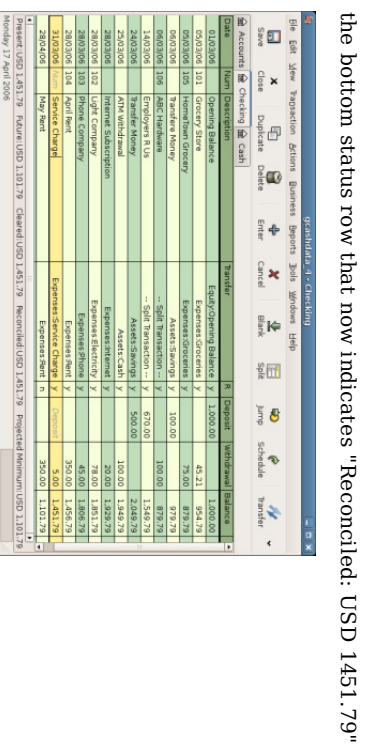 the bottom status row that now indicates "Reconciled: USD 1451.79"
gcashdata_4 - Checking
File Edit View Transaction Actions Business Reports Tools Windows Help
Save Close Duplicate Delete Enter Cancel Blank Split Jump Schedule Transfer
Accounts Checking Cash
Date Num Description Transfer R Deposit Withdrawal Balance
01/03/06 Opening Balance Equity:Opening Balance y 1,000.00 1,000.00
05/03/06 101 Grocery Store Expenses:Groceries y 45.21 954.79
05/03/06 105 HomeTown Grocery Expenses:Groceries y 75.00 879.79
06/03/06 Transfere Money Assets:Savings y 100.00 979.79
06/03/06 106 ABC Hardware -- Split Transaction -- y 100.00 879.79
14/03/06 Employers R Us -- Split Transaction -- y 670.00 1,549.79
24/03/06 Transfer Money Assets:Savings y 500.00 2,049.79
25/03/06 ATM Withdrawal Assets:Cash y 100.00 1,949.79
28/03/06 Internet Subscription Expenses:Internet y 20.00 1,929.79
28/03/06 102 Light Company Expenses:Electricity y 78.00 1,851.79
28/03/06 103 Phone Company Expenses:Phone y 45.00 1,806.79
28/03/06 104 April Rent Expenses:Rent y 350.00 1,456.79
31/03/06 Num Service Charge Expenses:Service Charge y Deposit 5.00 1,451.79
28/04/06 May Rent Expenses:Rent n 350.00 1,101.79
Present:USD 1,451.79 Future:USD 1,101.79 Cleared:USD 1,451.79 Reconciled:USD 1,451.79 Projected Minimum:USD 1,101.79
Monday 17 April 2006